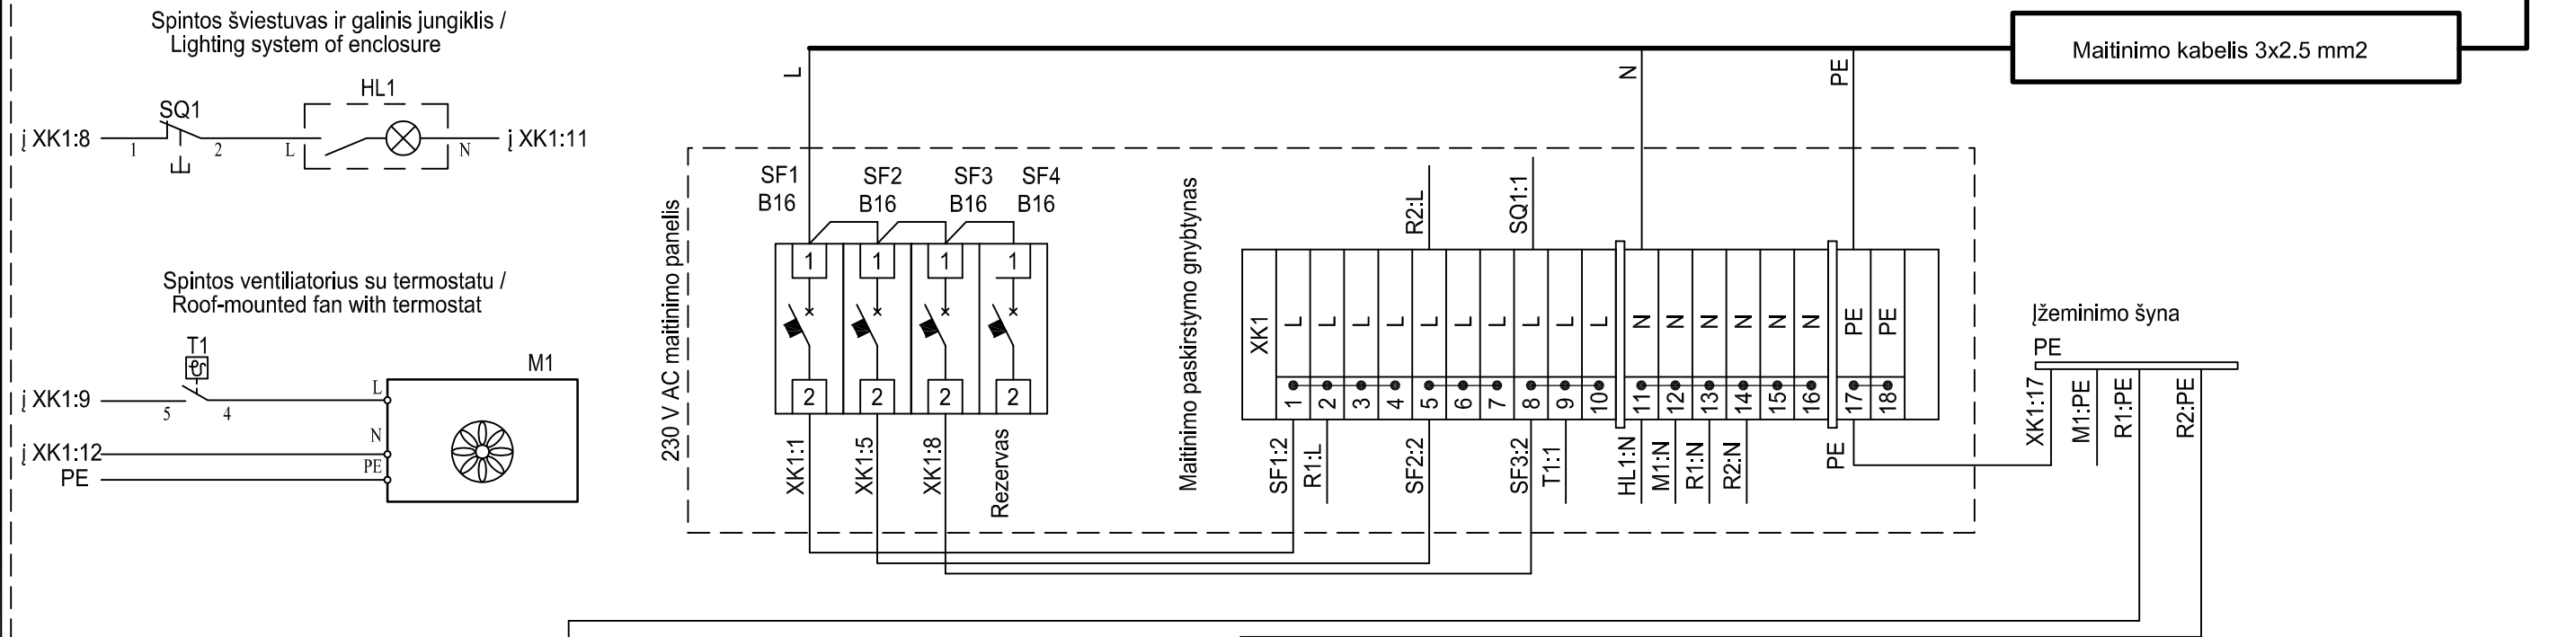 Spintos šviestuvas ir galinis jungiklis /
Lighting system of enclosure
HL1
SQ1
į XK1:8
1
2
L
N
į XK1:11
Spintos ventiliatorius su termostatu /
Roof-mounted fan with termostat
T1
M1
į XK1:9
5
4
L
į XK1:12
N
PE
PE
Maitinimo kabelis 3x2.5 mm2
L
N
PE
230 V AC maitinimo panelis
SF1
B16
SF2
B16
SF3
B16
SF4
B16
1
1
1
1
2
2
2
2
XK1:1
XK1:5
XK1:8
Rezervas
Maitinimo paskirstymo gnybtynas
R2:L
SQ1:1
XK1
L L L L L L L L L L N N N N N N PE PE
1 2 3 4 5 6 7 8 9 10 11 12 13 14 15 16 17 18
SF1:2
R1:L
SF2:2
SF3:2
T1:1
HL1:N
M1:N
R1:N
R2:N
PE
Įžeminimo šyna
PE
XK1:17
M1:PE
R1:PE
R2:PE